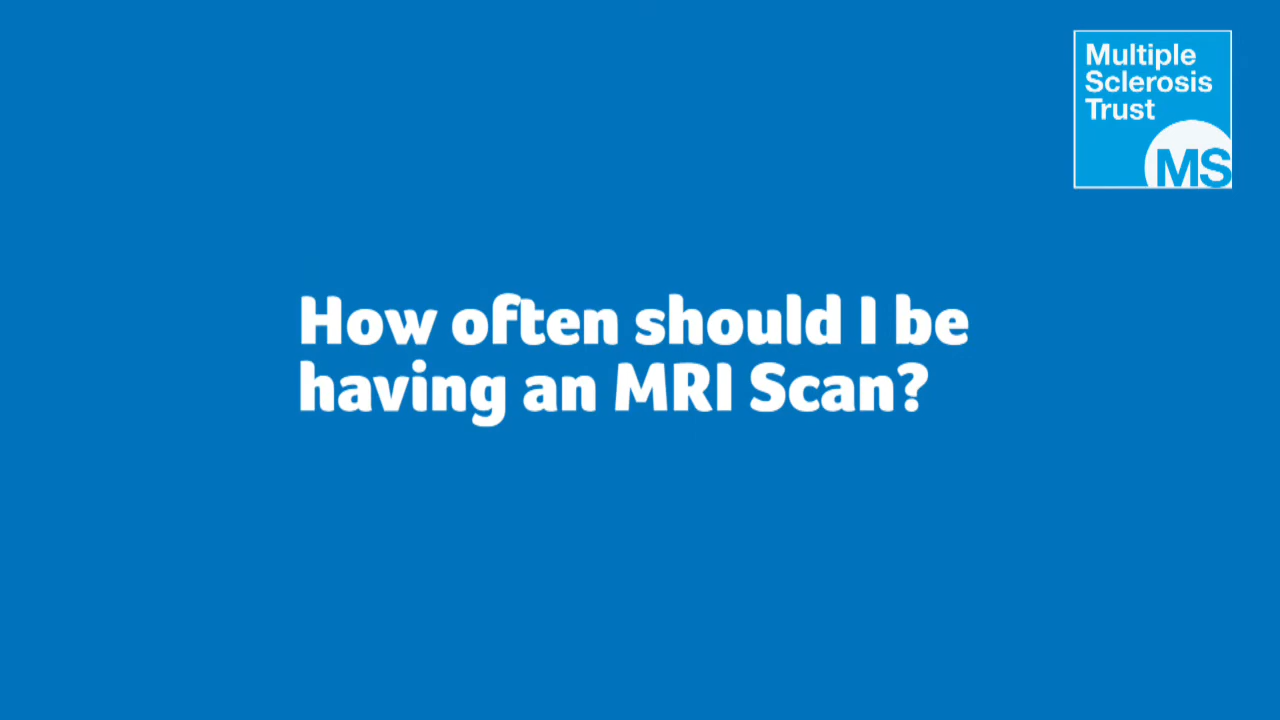 Multiple
Sclerosis
Trust
MS
How often should I be
having an MRI Scan?